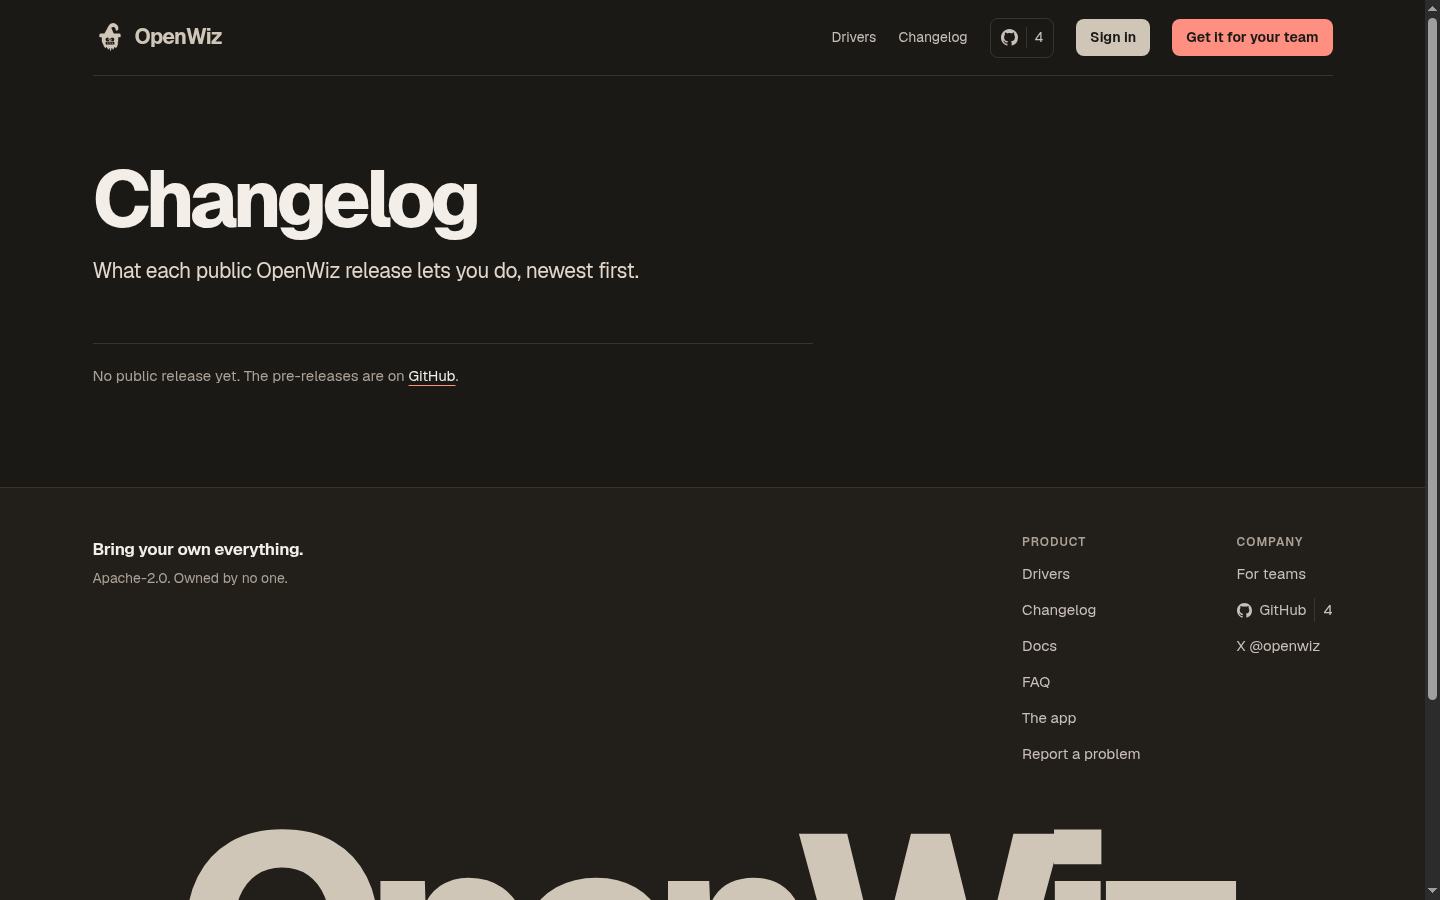 OpenWiz
Drivers
Changelog
4
Sign in
Get it for your team
Changelog
What each public OpenWiz release lets you do, newest first.
No public release yet. The pre-releases are on GitHub.
Bring your own everything.
Apache-2.0. Owned by no one.
PRODUCT
Drivers
Changelog
Docs
FAQ
The app
Report a problem
COMPANY
For teams
GitHub 4
X @openwiz
OpenWiz